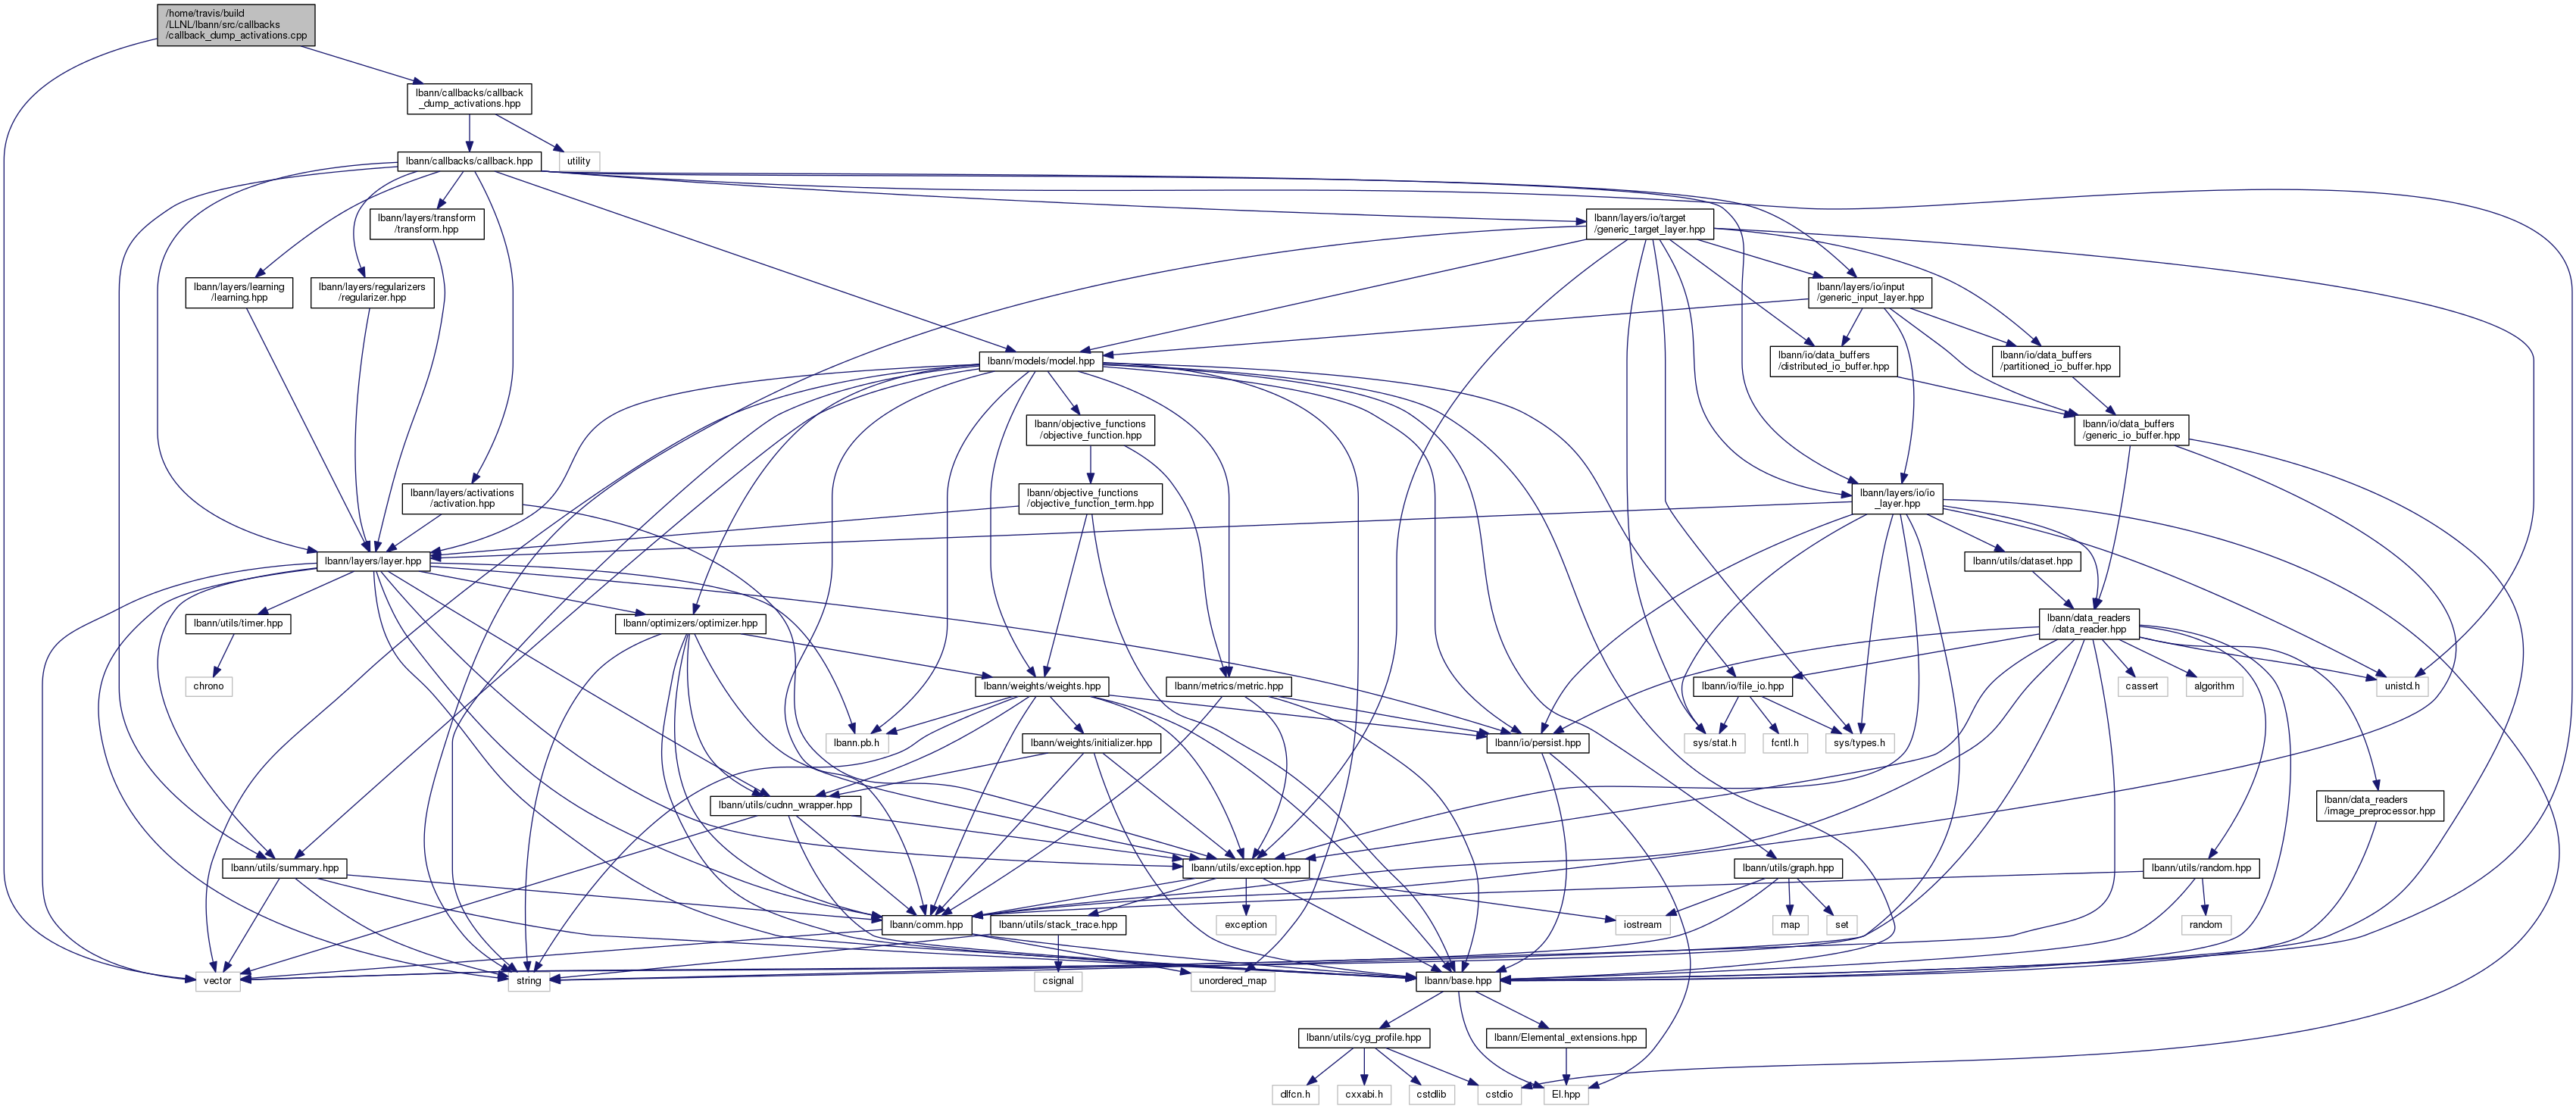 /home/travis/build
/LLNL/lbann/src/callbacks
/callback_dump_activations.cpp
lbann/callbacks/callback
_dump_activations.hpp
lbann/callbacks/callback.hpp
utility
lbann/layers/transform
/transform.hpp
lbann/layers/io/target
/generic_target_layer.hpp
lbann/layers/learning
/learning.hpp
lbann/layers/regularizers
/regularizer.hpp
lbann/layers/io/input
/generic_input_layer.hpp
lbann/models/model.hpp
lbann/io/data_buffers
/distributed_io_buffer.hpp
lbann/io/data_buffers
/partitioned_io_buffer.hpp
lbann/objective_functions
/objective_function.hpp
lbann/io/data_buffers
/generic_io_buffer.hpp
lbann/layers/activations
/activation.hpp
lbann/objective_functions
/objective_function_term.hpp
lbann/layers/io/io
_layer.hpp
lbann/layers/layer.hpp
lbann/utils/dataset.hpp
lbann/utils/timer.hpp
lbann/optimizers/optimizer.hpp
lbann/data_readers
/data_reader.hpp
chrono
lbann/weights/weights.hpp
lbann/metrics/metric.hpp
lbann/io/file_io.hpp
cassert
algorithm
unistd.h
lbann.pb.h
lbann/weights/initializer.hpp
lbann/io/persist.hpp
sys/stat.h
fcntl.h
sys/types.h
lbann/utils/cudnn_wrapper.hpp
lbann/data_readers
/image_preprocessor.hpp
lbann/utils/summary.hpp
lbann/utils/exception.hpp
lbann/utils/graph.hpp
lbann/utils/random.hpp
lbann/comm.hpp
lbann/utils/stack_trace.hpp
exception
iostream
map
set
random
vector
string
csignal
unordered_map
lbann/base.hpp
lbann/utils/cyg_profile.hpp
lbann/Elemental_extensions.hpp
dlfcn.h
cxxabi.h
cstdlib
cstdio
El.hpp